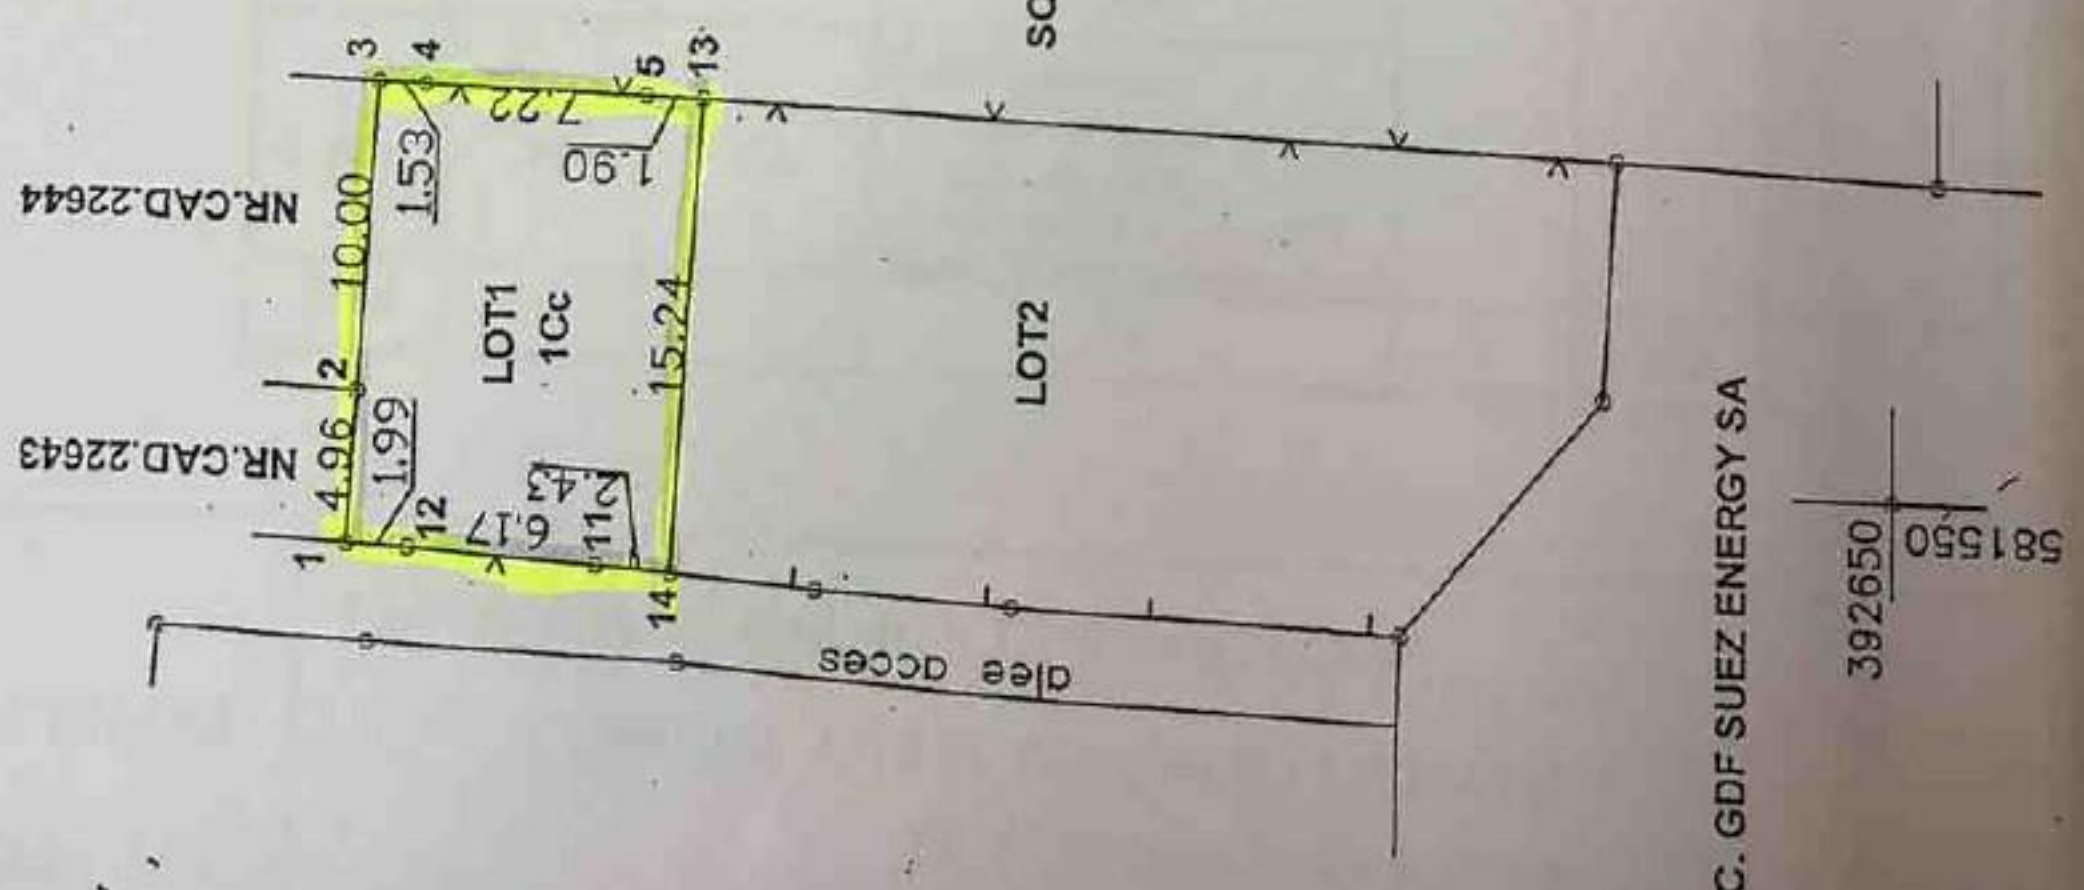 NR.CAD.22643
NR.CAD.22644
1
4.96
2
10.00
3
4
1.99
1.53
12
7.22
5
13
6.17
LOT1
1Cc
1.90
11
2.43
15.24
14
SC
LOT2
alee acces
C. GDF SUEZ ENERGY SA
392650
581550